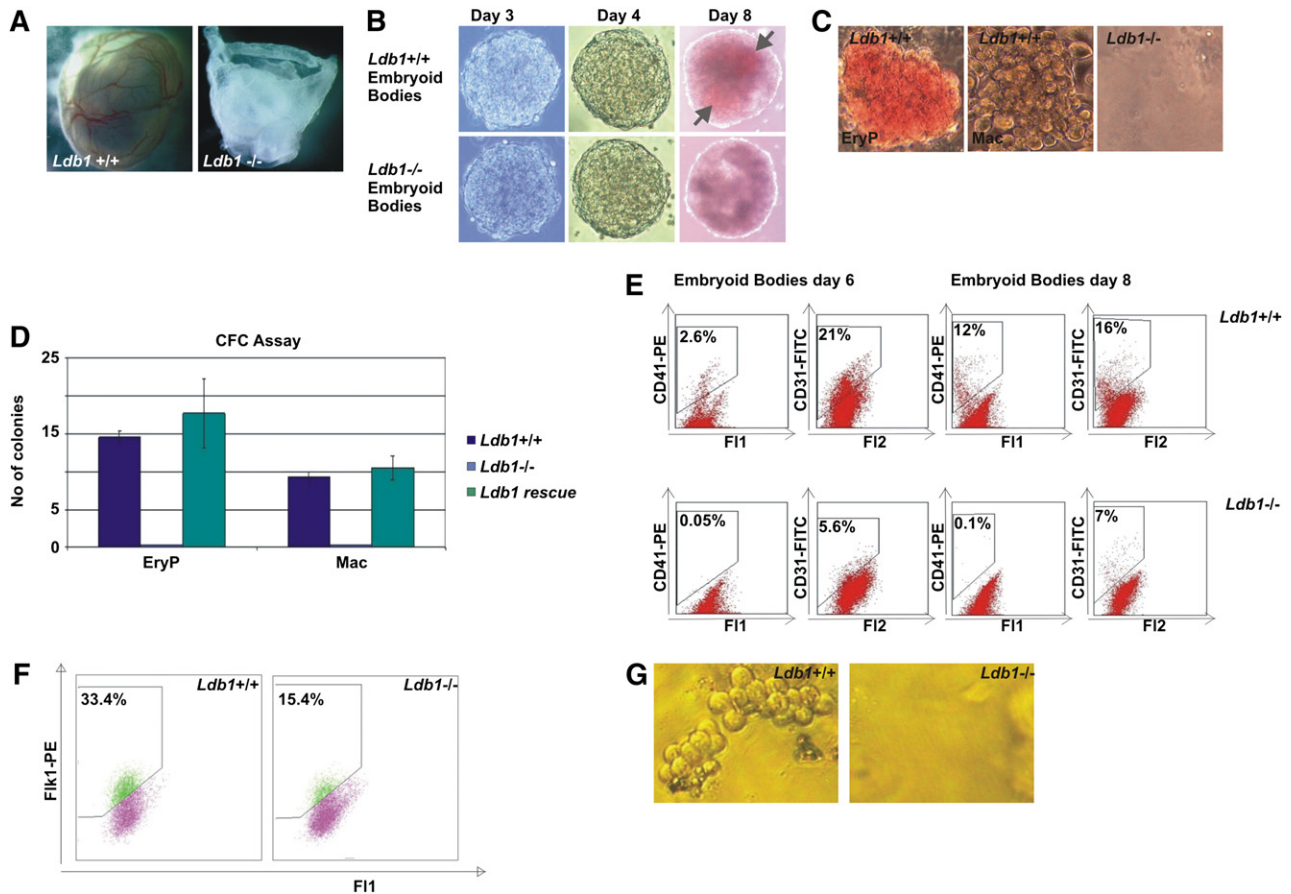 A
Ldb1 +/+
Ldb1 -/-
B
Day 3
Day 4
Day 8
Ldb1+/+
Embryoid
Bodies
Ldb1-/-
Embryoid
Bodies
C
Ldb1+/+
EryP
Ldb1+/+
Mac
Ldb1-/-
D
CFC Assay
No of colonies
25
15
5
0
EryP
Mac
Ldb1+/+
Ldb1-/-
Ldb1 rescue
E
Embryoid Bodies day 6
Embryoid Bodies day 8
Ldb1+/+
CD41-PE
2.6%
Fl1
CD31-FITC
21%
Fl2
CD41-PE
12%
Fl1
CD31-FITC
16%
Fl2
Ldb1-/-
CD41-PE
0.05%
Fl1
CD31-FITC
5.6%
Fl2
CD41-PE
0.1%
Fl1
CD31-FITC
7%
Fl2
F
Flk1-PE
33.4%
Ldb1+/+
15.4%
Ldb1-/-
Fl1
G
Ldb1+/+
Ldb1-/-